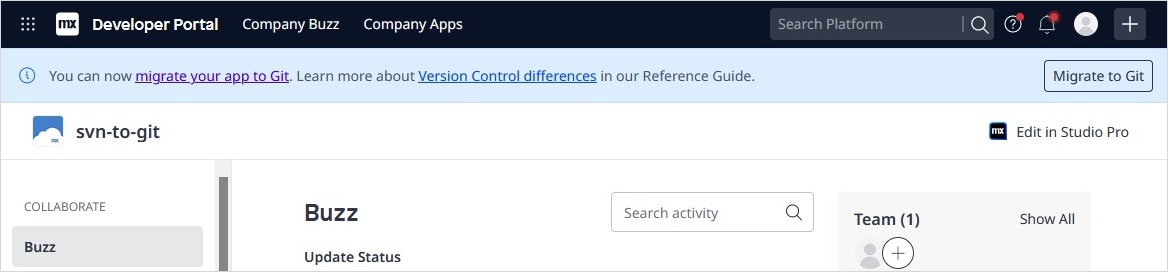 mx Developer Portal Company Buzz Company Apps Search Platform
You can now migrate your app to Git. Learn more about Version Control differences in our Reference Guide. Migrate to Git
mx svn-to-git mx Edit in Studio Pro
COLLABORATE
Buzz
Buzz
Search activity
Update Status
Team (1) Show All